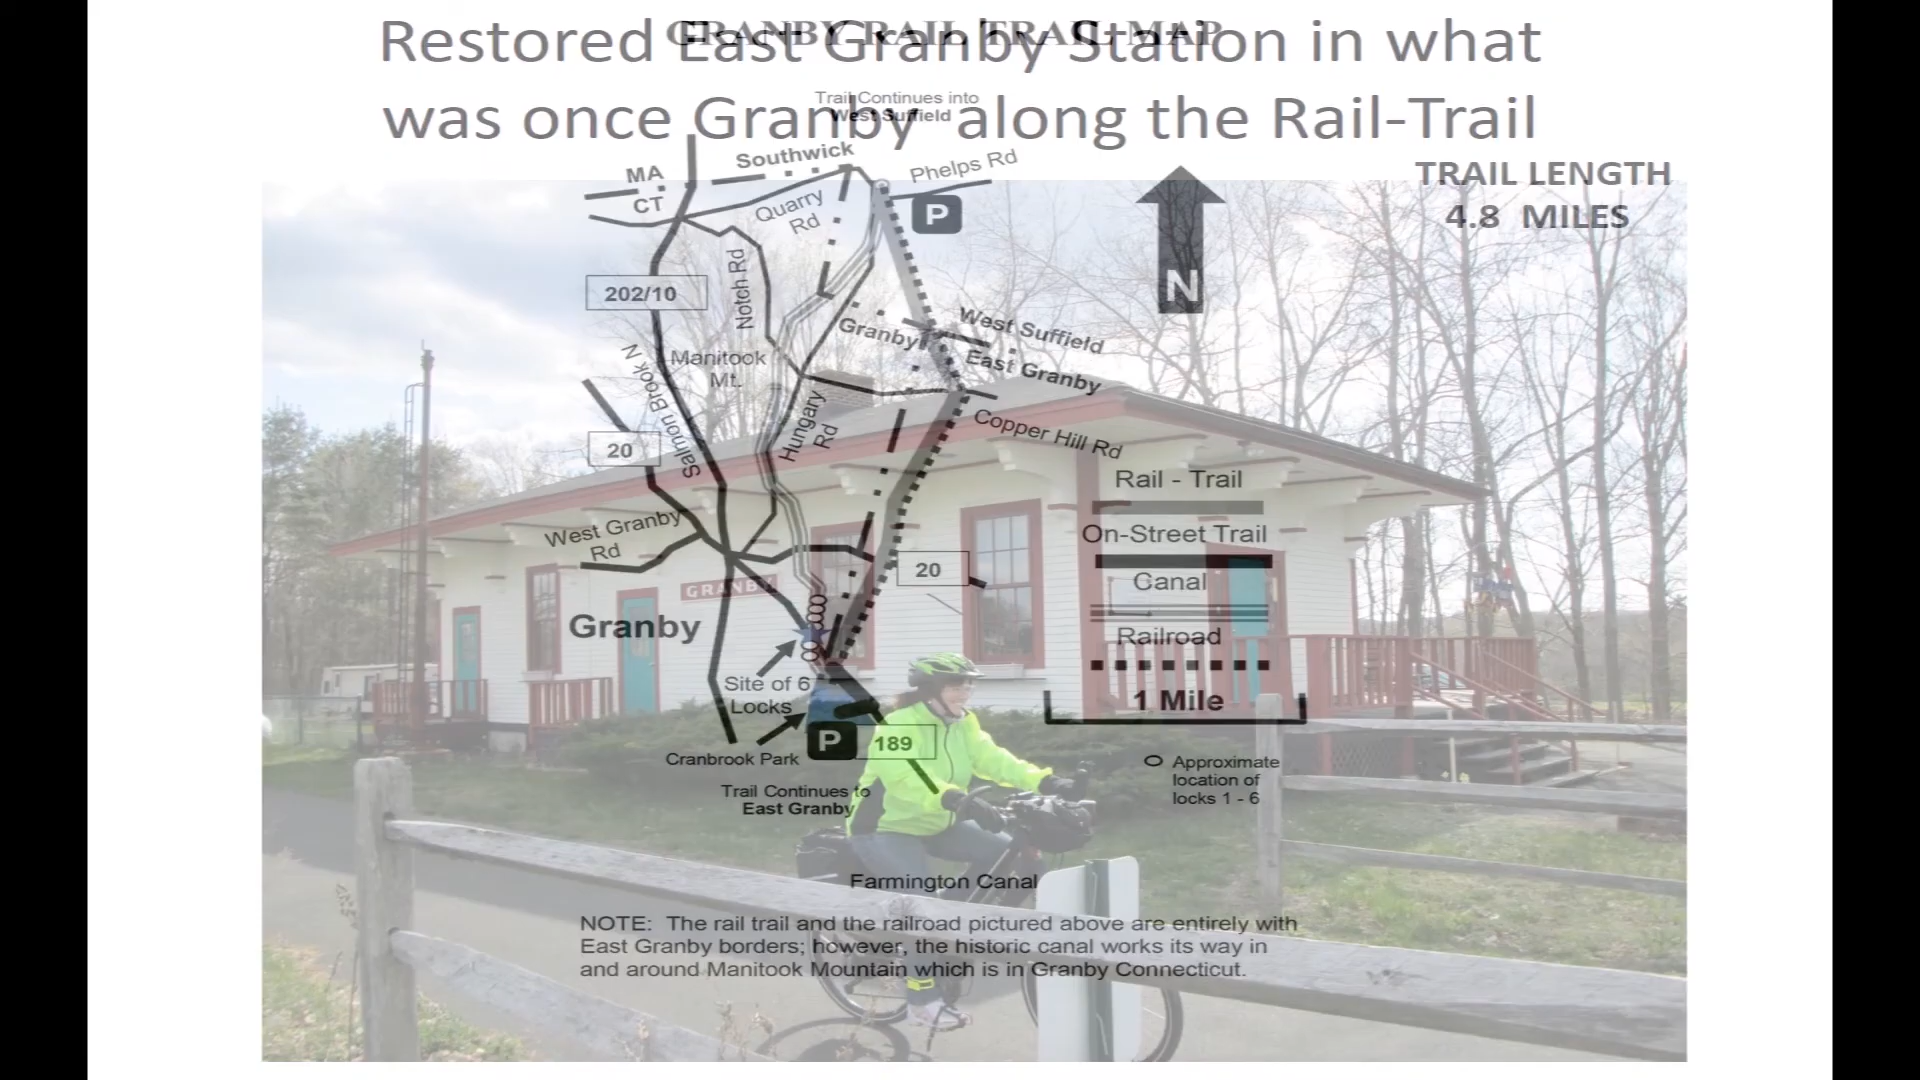 Restored East Granby Station in what
was once Granby along the Rail-Trail
GRANBY RAIL TRAIL MAP
Trail Continues into
West Suffield
TRAIL LENGTH
4.8 MILES
MA
CT
Southwick
Phelps Rd
Quarry
Rd
P
N
202/10
Notch Rd
Granby
West Suffield
East Granby
Manitook
Mt.
Salmon Brook N
Hungary
Rd
Copper Hill Rd
20
West Granby
Rd
20
Rail - Trail
On-Street Trail
Canal
Railroad
1 Mile
GRANBY
Granby
Site of 6
Locks
P
189
Cranbrook Park
Trail Continues to
East Granby
Approximate
location of
locks 1 - 6
Farmington Canal
NOTE: The rail trail and the railroad pictured above are entirely with
East Granby borders; however, the historic canal works its way in
and around Manitook Mountain which is in Granby Connecticut.